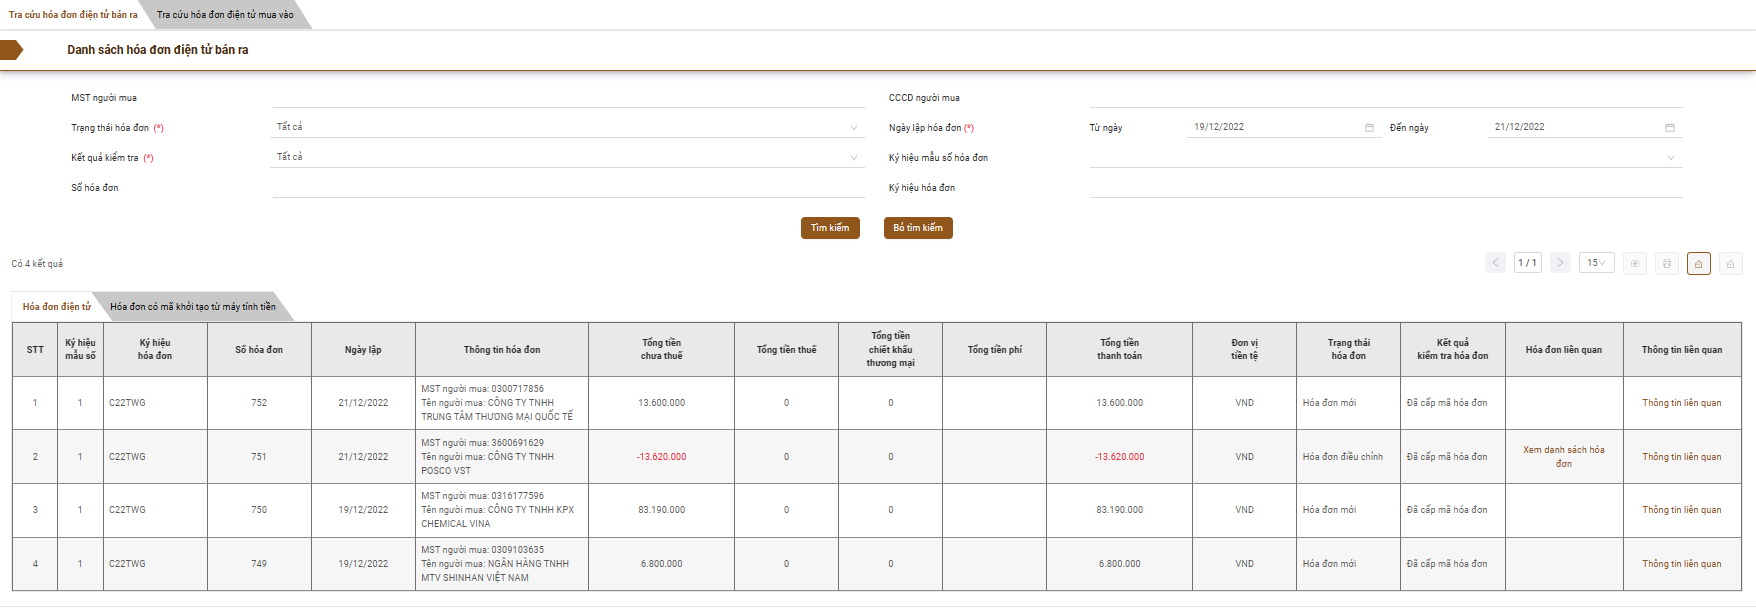 Tra cứu hóa đơn điện tử bán ra
Tra cứu hóa đơn điện tử mua vào
Danh sách hóa đơn điện tử bán ra
MST người mua
CCCD người mua
Trạng thái hóa đơn (*)
Tất cả
Ngày lập hóa đơn (*)
Từ ngày
19/12/2022
Đến ngày
21/12/2022
Kết quả kiểm tra (*)
Tất cả
Ký hiệu mẫu số hóa đơn
Số hóa đơn
Ký hiệu hóa đơn
Tìm kiếm
Bỏ tìm kiếm
Có 4 kết quả
1 / 1
15
Hóa đơn điện tử
Hóa đơn có mã khởi tạo từ máy tính tiền
STT
Ký hiệu
mẫu số
Ký hiệu
hóa đơn
Số hóa đơn
Ngày lập
Thông tin hóa đơn
Tổng tiền
chưa thuế
Tổng tiền thuế
Tổng tiền
chiết khấu
thương mại
Tổng tiền phí
Tổng tiền
thanh toán
Đơn vị
tiền tệ
Trạng thái
hóa đơn
Kết quả
kiểm tra hóa đơn
Hóa đơn liên quan
Thông tin liên quan
1
1
C22TWG
752
21/12/2022
MST người mua: 0300717856
Tên người mua: CÔNG TY TNHH
TRUNG TÂM THƯƠNG MẠI QUỐC TẾ
13.600.000
0
0
13.600.000
VND
Hóa đơn mới
Đã cấp mã hóa đơn
Thông tin liên quan
2
1
C22TWG
751
21/12/2022
MST người mua: 3600691629
Tên người mua: CÔNG TY TNHH
POSCO VST
-13.620.000
0
0
-13.620.000
VND
Hóa đơn điều chỉnh
Đã cấp mã hóa đơn
Xem danh sách hóa
đơn
Thông tin liên quan
3
1
C22TWG
750
19/12/2022
MST người mua: 0316177596
Tên người mua: CÔNG TY TNHH KPX
CHEMICAL VINA
83.190.000
0
0
83.190.000
VND
Hóa đơn mới
Đã cấp mã hóa đơn
Thông tin liên quan
4
1
C22TWG
749
19/12/2022
MST người mua: 0309103635
Tên người mua: NGÂN HÀNG TNHH
MTV SHINHAN VIỆT NAM
6.800.000
0
0
6.800.000
VND
Hóa đơn mới
Đã cấp mã hóa đơn
Thông tin liên quan